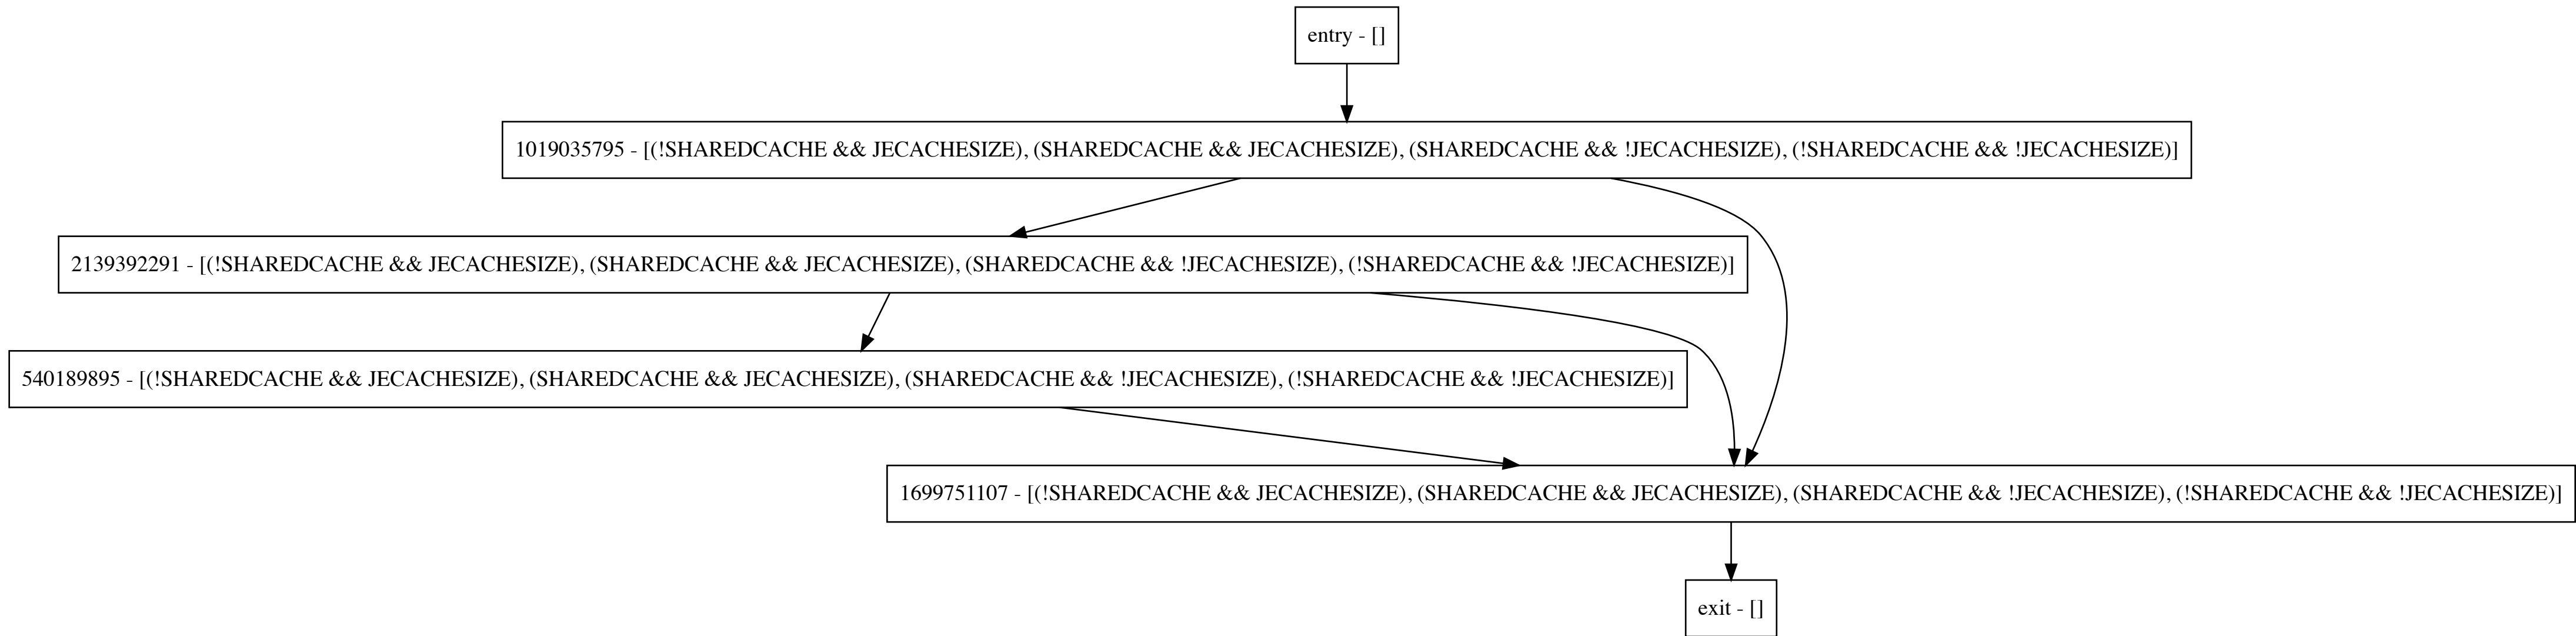 entry - []
1019035795 - [(!SHAREDCACHE && JECACHESIZE), (SHAREDCACHE && JECACHESIZE), (SHAREDCACHE && !JECACHESIZE), (!SHAREDCACHE && !JECACHESIZE)]
2139392291 - [(!SHAREDCACHE && JECACHESIZE), (SHAREDCACHE && JECACHESIZE), (SHAREDCACHE && !JECACHESIZE), (!SHAREDCACHE && !JECACHESIZE)]
540189895 - [(!SHAREDCACHE && JECACHESIZE), (SHAREDCACHE && JECACHESIZE), (SHAREDCACHE && !JECACHESIZE), (!SHAREDCACHE && !JECACHESIZE)]
1699751107 - [(!SHAREDCACHE && JECACHESIZE), (SHAREDCACHE && JECACHESIZE), (SHAREDCACHE && !JECACHESIZE), (!SHAREDCACHE && !JECACHESIZE)]
exit - []